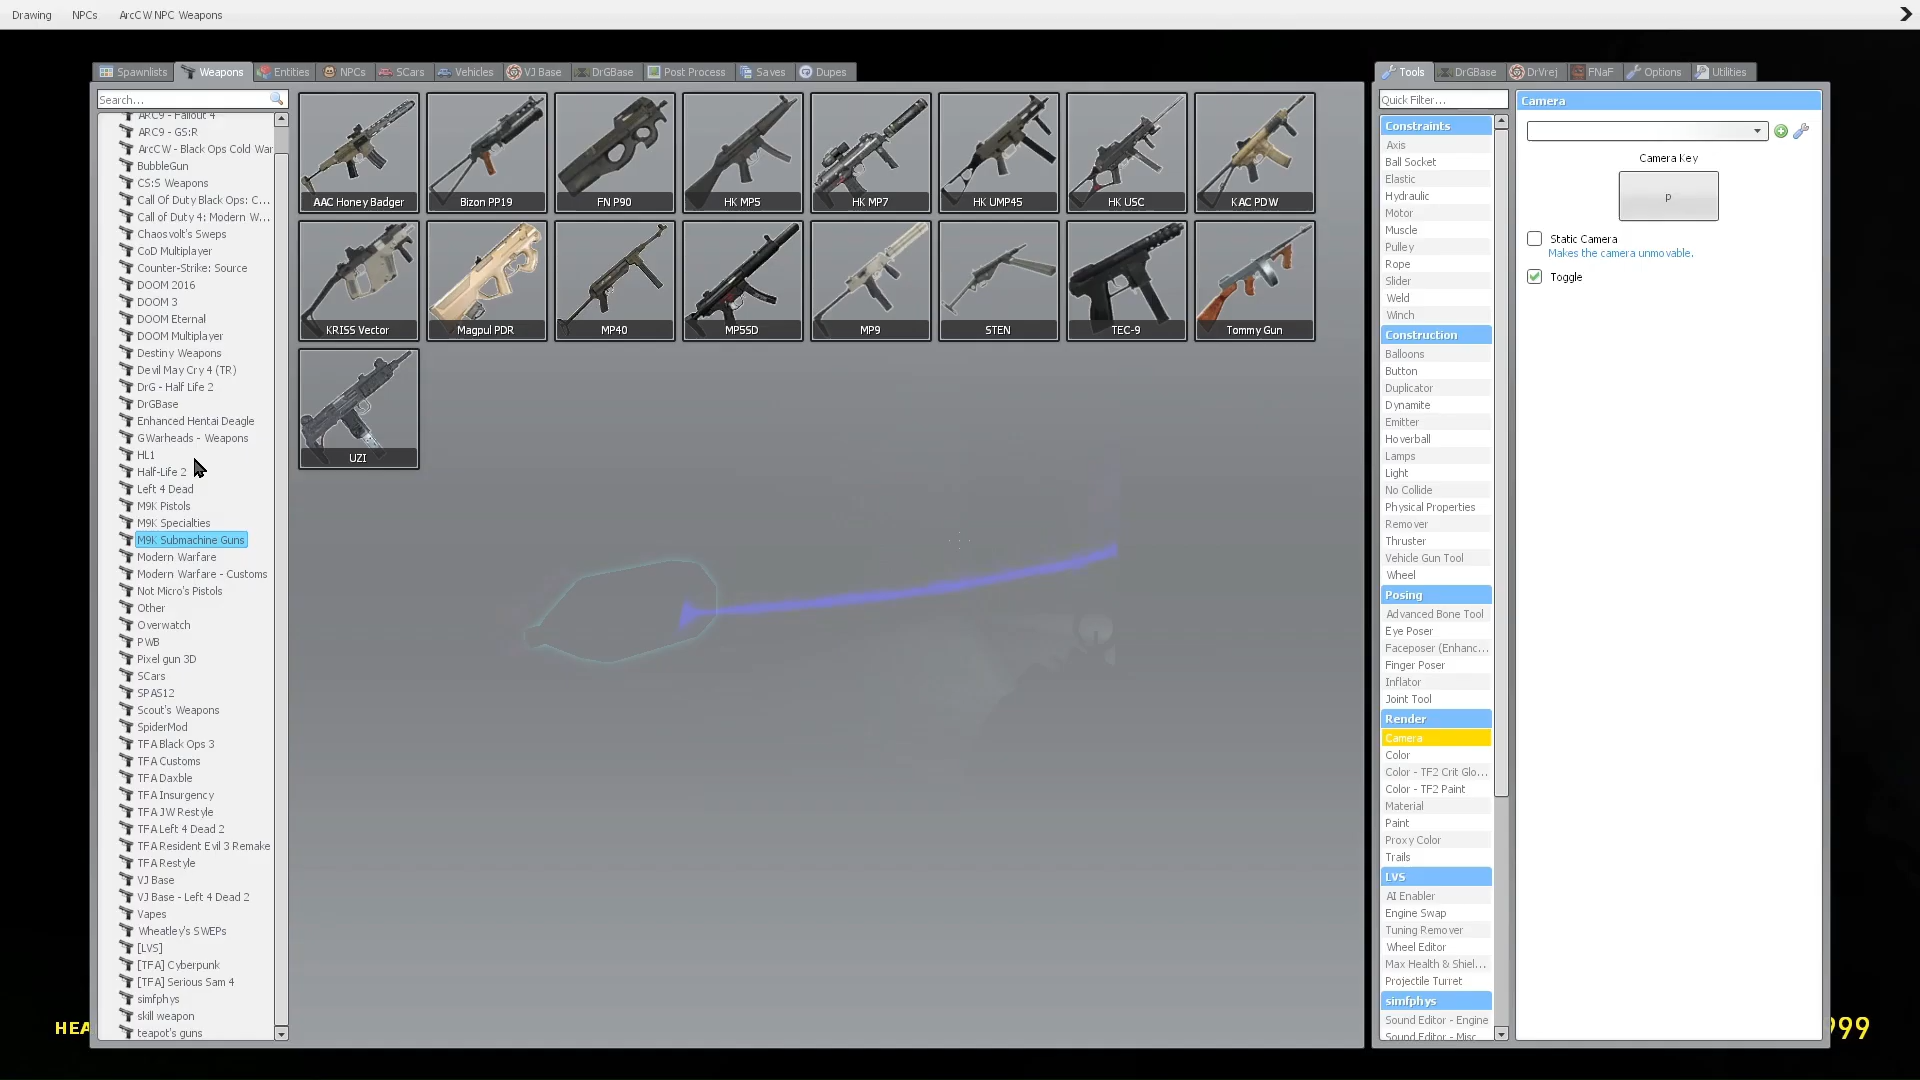 Drawing NPCs ArcCW NPC Weapons
Spawnlists Weapons Entities NPCs SCars Vehicles VJ Base DrGBase Post Process Saves Dupes
Search...
ARC9 - Fallout 4
ARC9 - GS:R
ArcCW - Black Ops Cold War
BubbleGun
CS:S Weapons
Call Of Duty Black Ops: C...
Call of Duty 4: Modern W...
Chaosvolt's Sweps
CoD Multiplayer
Counter-Strike: Source
DOOM 2016
DOOM 3
DOOM Eternal
DOOM Multiplayer
Destiny Weapons
Devil May Cry 4 (TR)
DrG - Half Life 2
DrGBase
Enhanced Hentai Deagle
GWarheads - Weapons
HL1
Half-Life 2
Left 4 Dead
M9K Pistols
M9K Specialties
M9K Submachine Guns
Modern Warfare
Modern Warfare - Customs
Not Micro's Pistols
Other
Overwatch
PWB
Pixel gun 3D
SCars
SPAS12
Scout's Weapons
SpiderMod
TFA Black Ops 3
TFA Customs
TFA Daxble
TFA Insurgency
TFA JW Restyle
TFA Left 4 Dead 2
TFA Resident Evil 3 Remake
TFA Restyle
VJ Base
VJ Base - Left 4 Dead 2
Vapes
Wheatley's SWEPs
[LVS]
[TFA] Cyberpunk
[TFA] Serious Sam 4
simfphys
skill weapon
teapot's guns
AAC Honey Badger Bizon PP19 FN P90 HK MP5 HK MP7 HK UMP45 HK USC KAC PDW
KRISS Vector Magpul PDR MP40 MP5SD MP9 STEN TEC-9 Tommy Gun
UZI
Tools DrGBase DrVrej FNaF Options Utilities
Quick Filter...
Constraints
Axis
Ball Socket
Elastic
Hydraulic
Motor
Muscle
Pulley
Rope
Slider
Weld
Winch
Construction
Balloons
Button
Duplicator
Dynamite
Emitter
Hoverball
Lamps
Light
No Collide
Physical Properties
Remover
Thruster
Vehicle Gun Tool
Wheel
Posing
Advanced Bone Tool
Eye Poser
Faceposer (Enhanc...
Finger Poser
Inflator
Joint Tool
Render
Camera
Color
Color - TF2 Crit Glo...
Color - TF2 Paint
Material
Paint
Proxy Color
Trails
LVS
AI Enabler
Engine Swap
Tuning Remover
Wheel Editor
Max Health & Shiel...
Projectile Turret
simfphys
Sound Editor - Engine
Sound Editor - Misc
Camera
Camera Key
p
Static Camera
Makes the camera unmovable.
Toggle
HEA
999